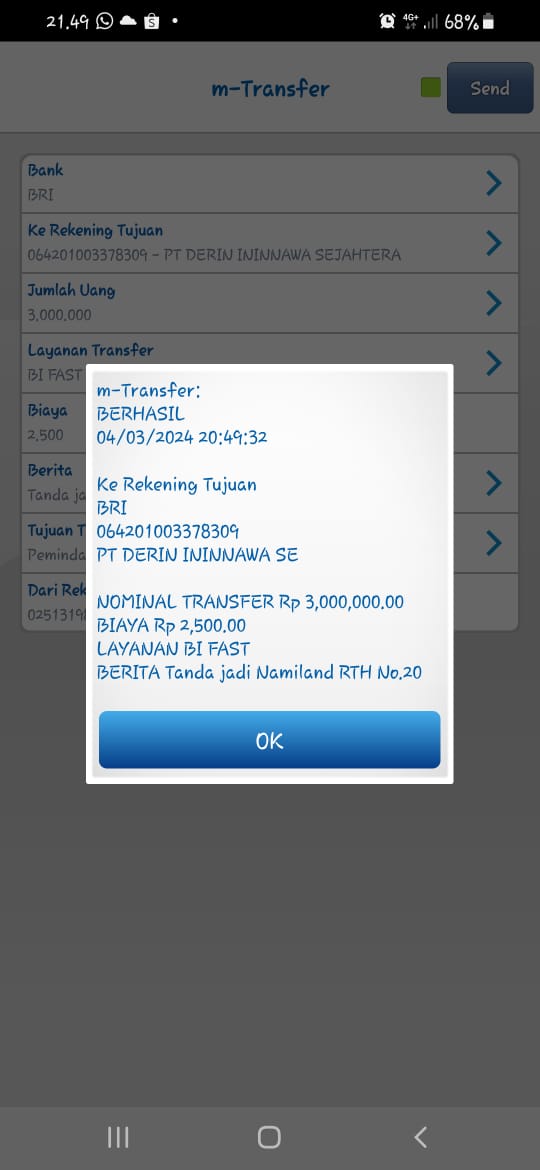 21.49
4G+
68%
m-Transfer
Send
Bank
BRI
Ke Rekening Tujuan
064201003378309 - PT DERIN ININNAWA SEJAHTERA
Jumlah Uang
3,000,000
Layanan Transfer
BI FAST
Biaya
2,500
Berita
Tanda ja
Tujuan T
Peminda
Dari Rek
0251319
m-Transfer:
BERHASIL
04/03/2024 20:49:32
Ke Rekening Tujuan
BRI
064201003378309
PT DERIN ININNAWA SE
NOMINAL TRANSFER Rp 3,000,000.00
BIAYA Rp 2,500.00
LAYANAN BI FAST
BERITA Tanda jadi Namiland RTH No.20
OK